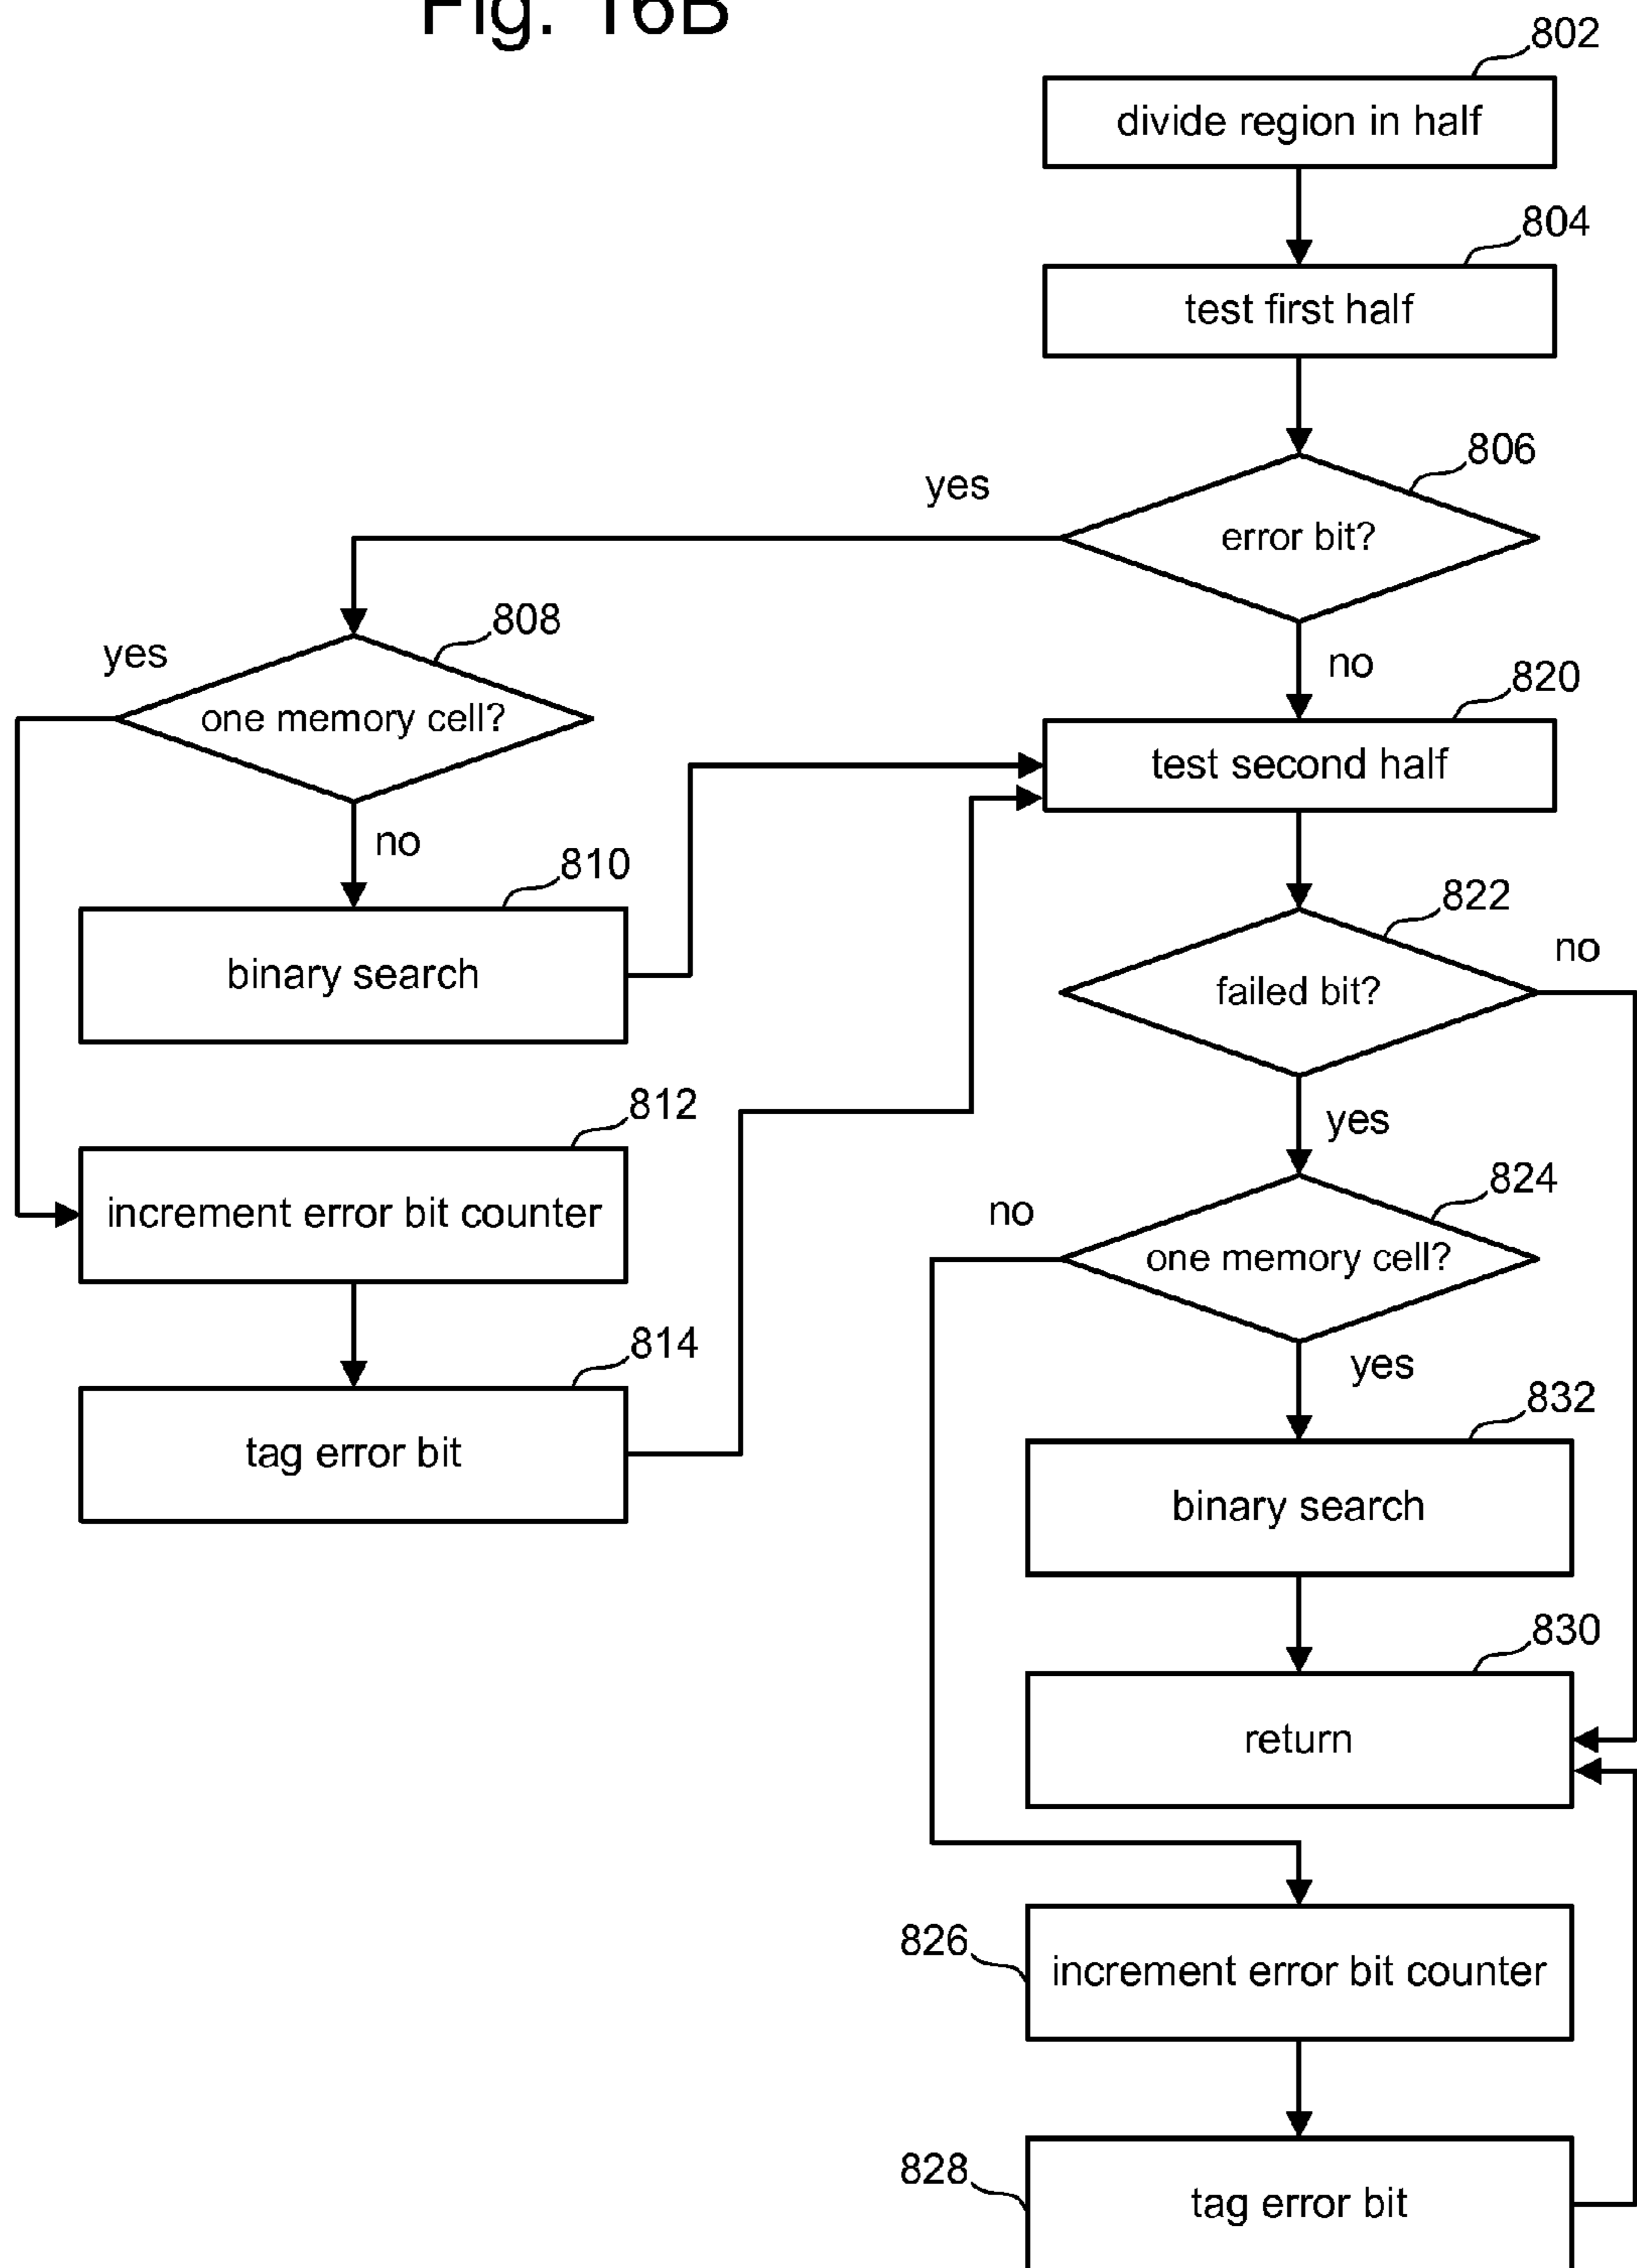 Fig. 16B
802
divide region in half
804
test first half
806
yes
error bit?
808
yes
no
820
one memory cell?
test second half
no
810
822
no
binary search
failed bit?
812
yes
824
increment error bit counter
no
one memory cell?
814
yes
832
tag error bit
binary search
830
return
826
increment error bit counter
828
tag error bit